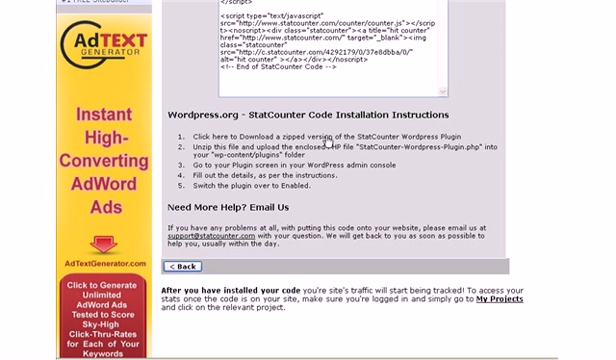 #1 FREE SiteBuilder
</script>
<script type="text/javascript"
src="http://www.statcounter.com/counter/counter.js"></scrip
t><noscript><div class="statcounter"><a title="hit counter"
href="http://www.statcounter.com/" target="_blank"><img
class="statcounter"
src="http://c.statcounter.com/4292179/0/37e8dbba/0/"
alt="hit counter" ></a></div></noscript>
<!-- End of StatCounter Code -->
AdTEXT
GENERATOR
Instant
High-
Converting
AdWord
Ads
AdTextGenerator.com
Click to Generate
Unlimited
AdWord Ads
Tested to Score
Sky-High
Click-Thru-Rates
for Each of Your
Keywords
Wordpress.org - StatCounter Code Installation Instructions
1. Click here to Download a zipped version of the StatCounter Wordpress Plugin
2. Unzip this file and upload the enclosed PHP file "StatCounter-Wordpress-Plugin.php" into
your "wp-content/plugins" folder
3. Go to your Plugin screen in your WordPress admin console
4. Fill out the details, as per the instructions.
5. Switch the plugin over to Enabled.
Need More Help? Email Us
If you have any problems at all, with putting this code onto your website, please email us at
support@statcounter.com with your question. We will get back to you as soon as possible to
help you, usually within the day.
< Back
After you have installed your code you're site's traffic will start being tracked! To access your
stats once the code is on your site, make sure you're logged in and simply go to My Projects
and click on the relevant project.